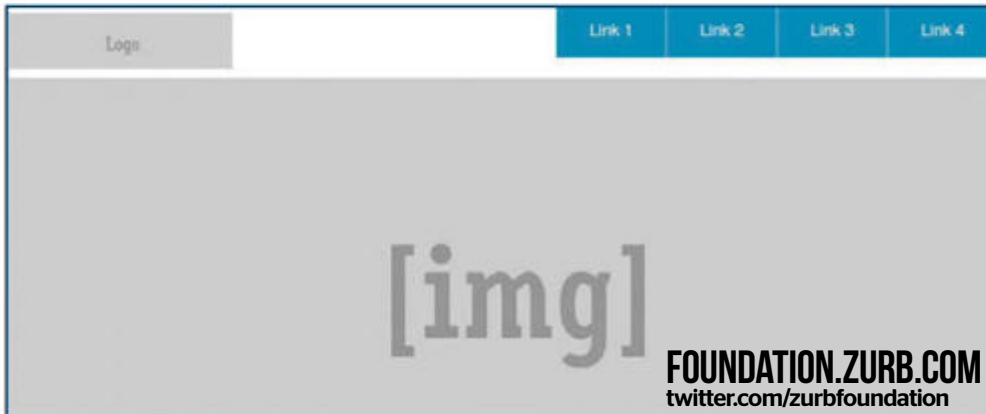 Logo
Link 1 Link 2 Link 3 Link 4
[img]
FOUNDATION.ZURB.COM
twitter.com/zurbfoundation